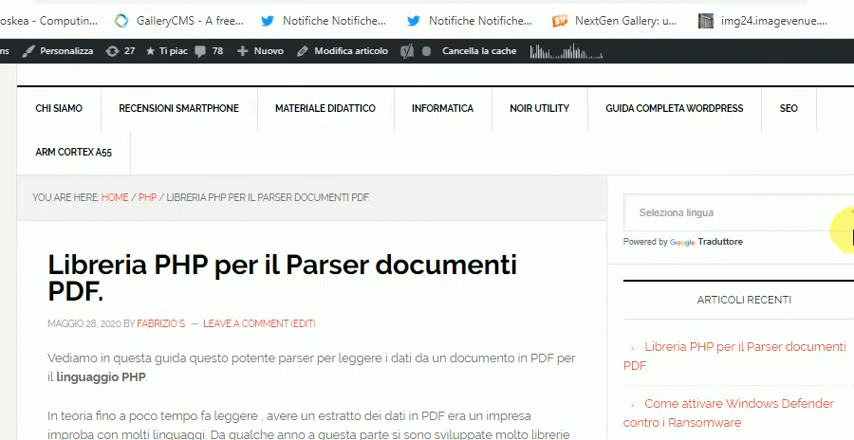 oskea - Computin... GalleryCMS - A free... Notifiche Notifiche... Notifiche Notifiche... NextGen Gallery: u... img24.imagevenue....
ms Personalizza 27 Ti piac 78 Nuovo Modifica articolo Cancella la cache
CHI SIAMO RECENSIONI SMARTPHONE MATERIALE DIDATTICO INFORMATICA NOIR UTILITY GUIDA COMPLETA WORDPRESS SEO
ARM CORTEX A55
YOU ARE HERE: HOME / PHP / LIBRERIA PHP PER IL PARSER DOCUMENTI PDF.
Libreria PHP per il Parser documenti
PDF.
MAGGIO 28, 2020 BY FABRIZIO S. — LEAVE A COMMENT (EDIT)
Vediamo in questa guida questo potente parser per leggere i dati da un documento in PDF per
il linguaggio PHP.
In teoria fino a poco tempo fa leggere , avere un estratto dei dati in PDF era un impresa
improba con molti linguaggi. Da qualche anno a questa parte si sono sviluppate molto librerie
Seleziona lingua
Powered by Google Traduttore
ARTICOLI RECENTI
Libreria PHP per il Parser documenti
PDF.
Come attivare Windows Defender
contro i Ransomware